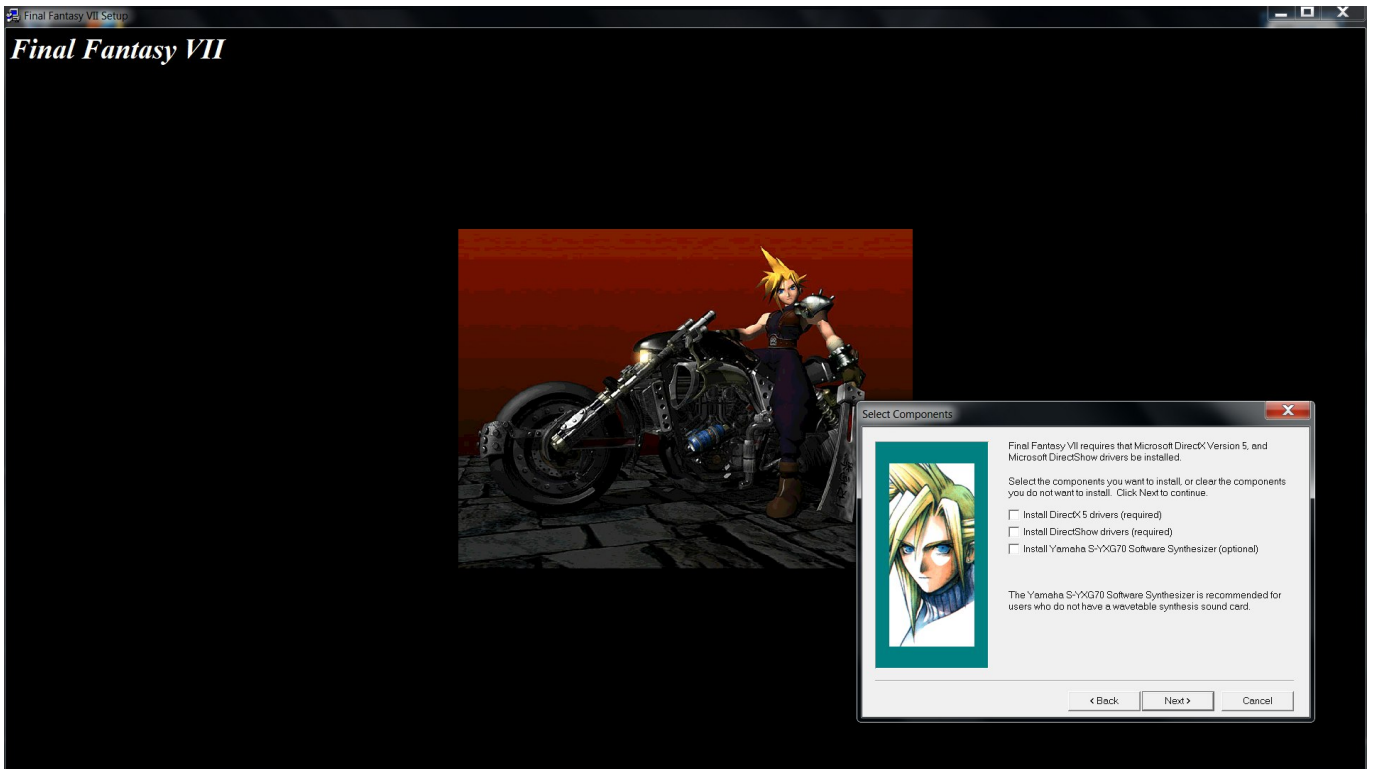 Final Fantasy VII Setup
Final Fantasy VII
Select Components
Final Fantasy VII requires that Microsoft DirectX Version 5, and
Microsoft DirectShow drivers be installed.
Select the components you want to install, or clear the components
you do not want to install. Click Next to continue.
Install DirectX 5 drivers (required)
Install DirectShow drivers (required)
Install Yamaha S-YXG70 Software Synthesizer (optional)
The Yamaha S-YXG70 Software Synthesizer is recommended for
users who do not have a wavetable synthesis sound card.
< Back Next > Cancel